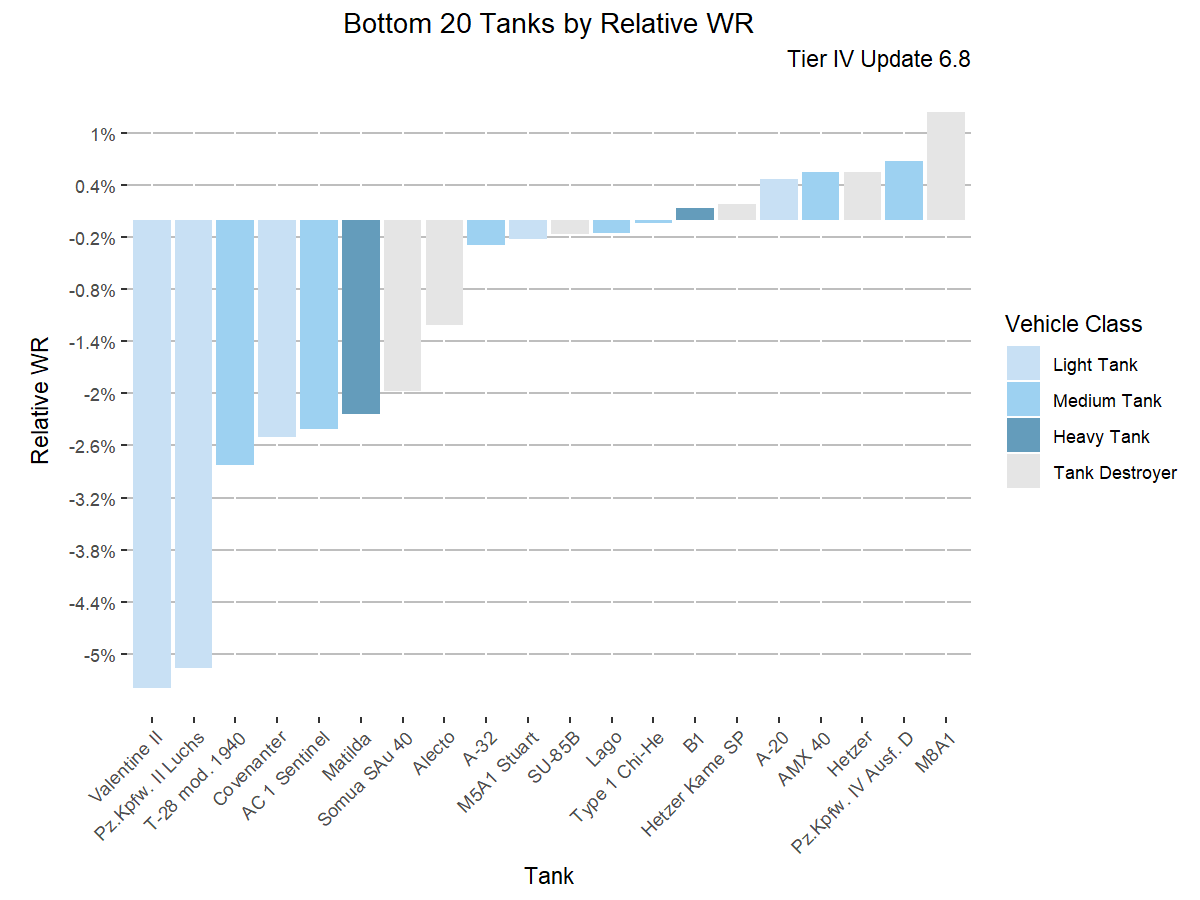 Bottom 20 Tanks by Relative WR
Tier IV Update 6.8
1%
0.4%
-0.2%
-0.8%
-1.4%
-2%
-2.6%
-3.2%
-3.8%
-4.4%
-5%
Relative WR
Valentine II
Pz.Kpfw. II Luchs
T-28 mod. 1940
Covenanter
AC 1 Sentinel
Matilda
Somua SAu 40
Alecto
A-32
M5A1 Stuart
SU-85B
Lago
Type 1 Chi-He
B1
Hetzer Kame SP
A-20
AMX 40
Hetzer
Pz.Kpfw. IV Ausf. D
M8A1
Tank
Vehicle Class
Light Tank
Medium Tank
Heavy Tank
Tank Destroyer